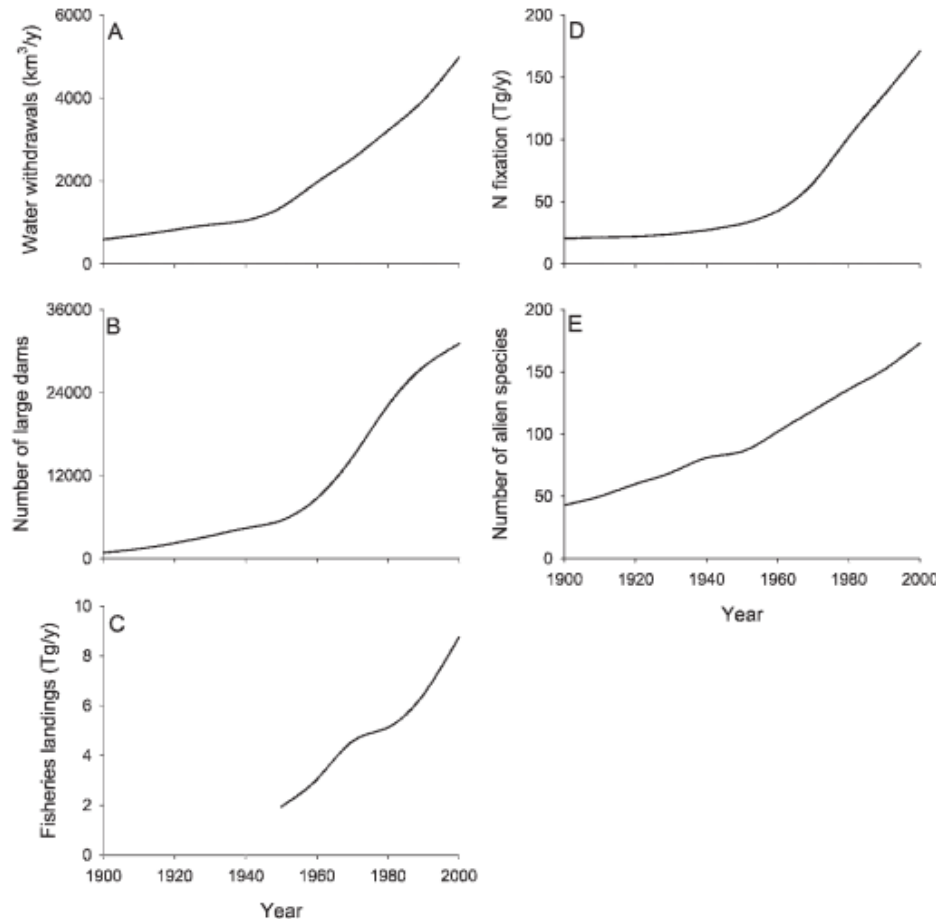 A
Water withdrawals (km³/y)
6000
4000
2000
0
B
Number of large dams
36000
24000
12000
0
C
Fisheries landings (Tg/y)
10
8
6
4
2
0
1900 1920 1940 1960 1980 2000
Year
D
N fixation (Tg/y)
200
150
100
50
0
E
Number of alien species
200
150
100
50
0
1900 1920 1940 1960 1980 2000
Year